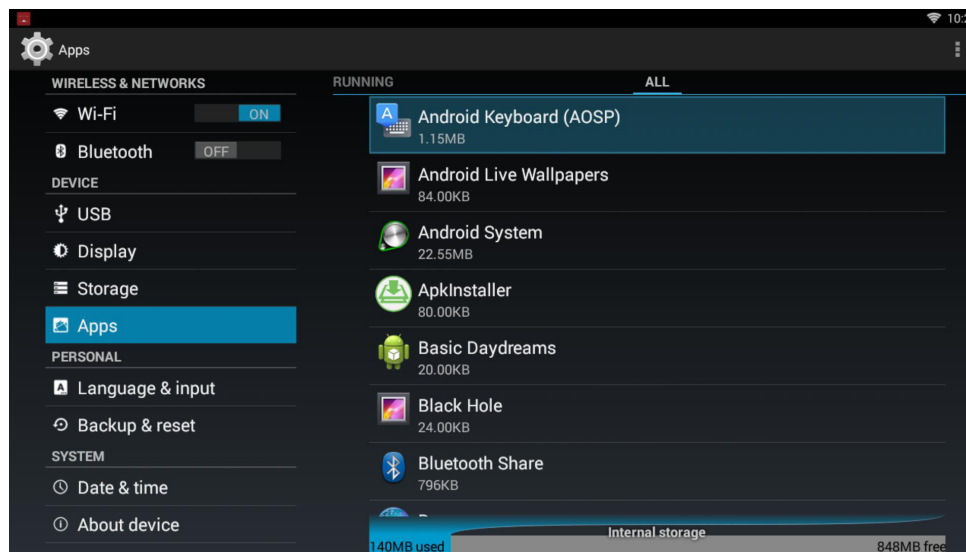 10:2
Apps
WIRELESS & NETWORKS
Wi-Fi ON
Bluetooth OFF
DEVICE
USB
Display
Storage
Apps
PERSONAL
Language & input
Backup & reset
SYSTEM
Date & time
About device
RUNNING ALL
Android Keyboard (AOSP)
1.15MB
Android Live Wallpapers
84.00KB
Android System
22.55MB
ApkInstaller
80.00KB
Basic Daydreams
20.00KB
Black Hole
24.00KB
Bluetooth Share
796KB
Internal storage
140MB used 848MB free